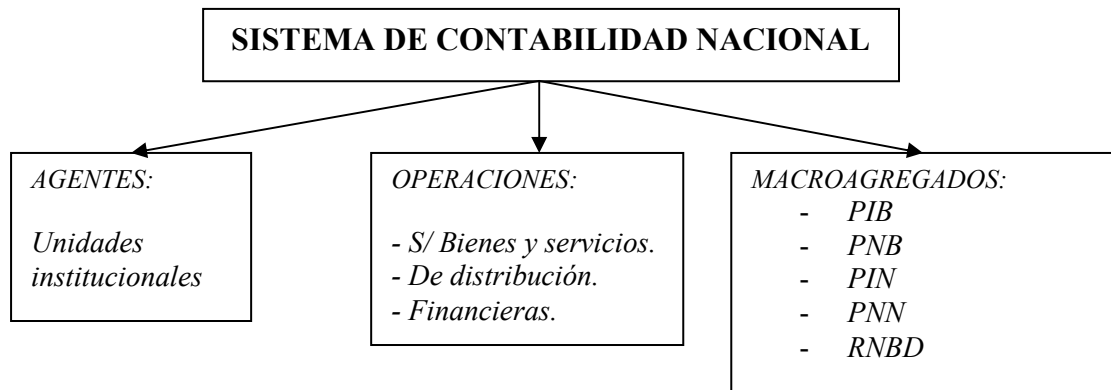 SISTEMA DE CONTABILIDAD NACIONAL
AGENTES:
Unidades
institucionales
OPERACIONES:
- S/ Bienes y servicios.
- De distribución.
- Financieras.
MACROAGREGADOS:
- PIB
- PNB
- PIN
- PNN
- RNBD